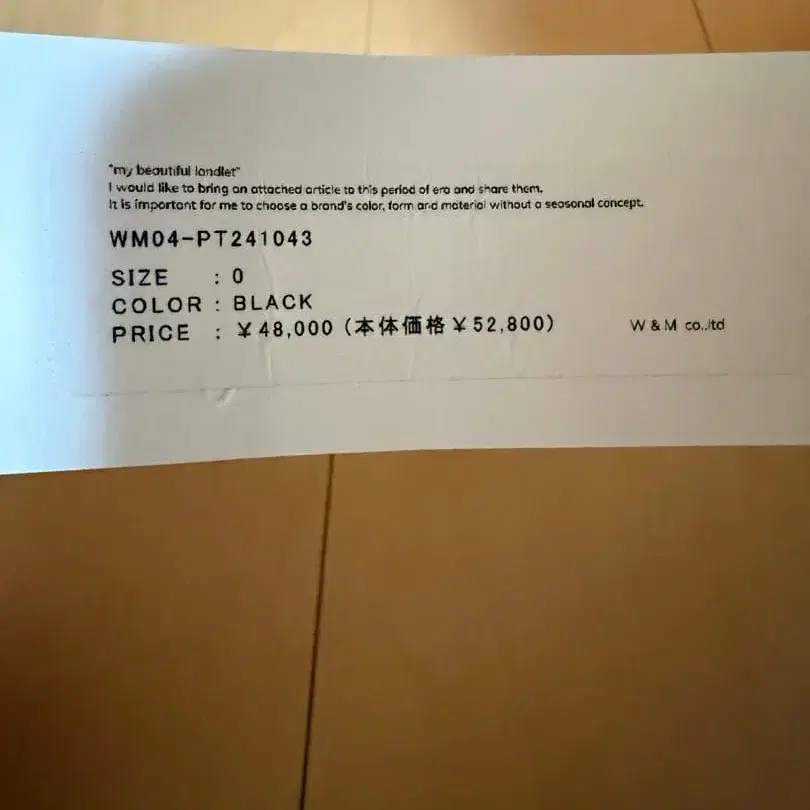 "my beautiful landlet"
I would like to bring an attached article to this period of era and share them.
It is important for me to choose a brand's color, form and material without a seasonal concept.
WM04-PT241043
SIZE : 0
COLOR : BLACK
PRICE : ¥48,000 (本体価格¥52,800)
W & M co.,ltd